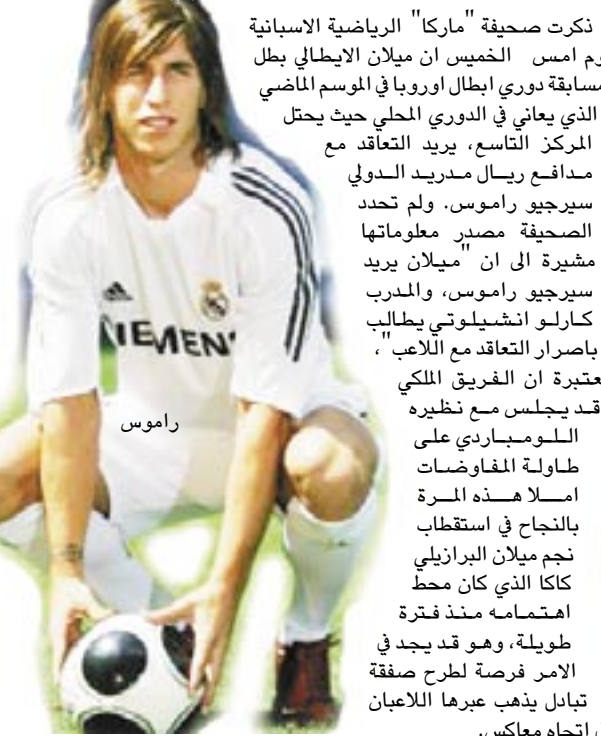 ذكرت صحيفة "ماركا" الرياضية الاسبانية
امس الخميس ان ميلان الايطالي بطل
مسابقة دوري ابطال اوروبا في الموسم الماضي
الذي يعاني في الدوري المحلي حيث يحتل
المركز التاسع، يريد التعاقد مع
مدافع ريال مدريد الدولي
سيرجيو راموس. ولم تحدد
الصحيفة مصدر معلوماتها
مشيرة الى ان "ميلان يريد
سيرجيو راموس، والمدرب
كارلو انشيلوتي يطالب
باصرار التعاقد مع اللاعب"،
ان الفريق الملكي
قد يجلس مع نظيره
اللومباردي على
طاولة المفاوضات
املا هذه المرة
بالنجاح في استقطاب
نجم ميلان البرازيلي
كاكا الذي كان محط
اهتمامه منذ فترة
طويلة، وهو قد يجد في
الامر فرصة لطرح صفقة
تبادل يذهب عبرها اللاعبان
اتجاه معاكس.
adidas
IEMEN
راموس